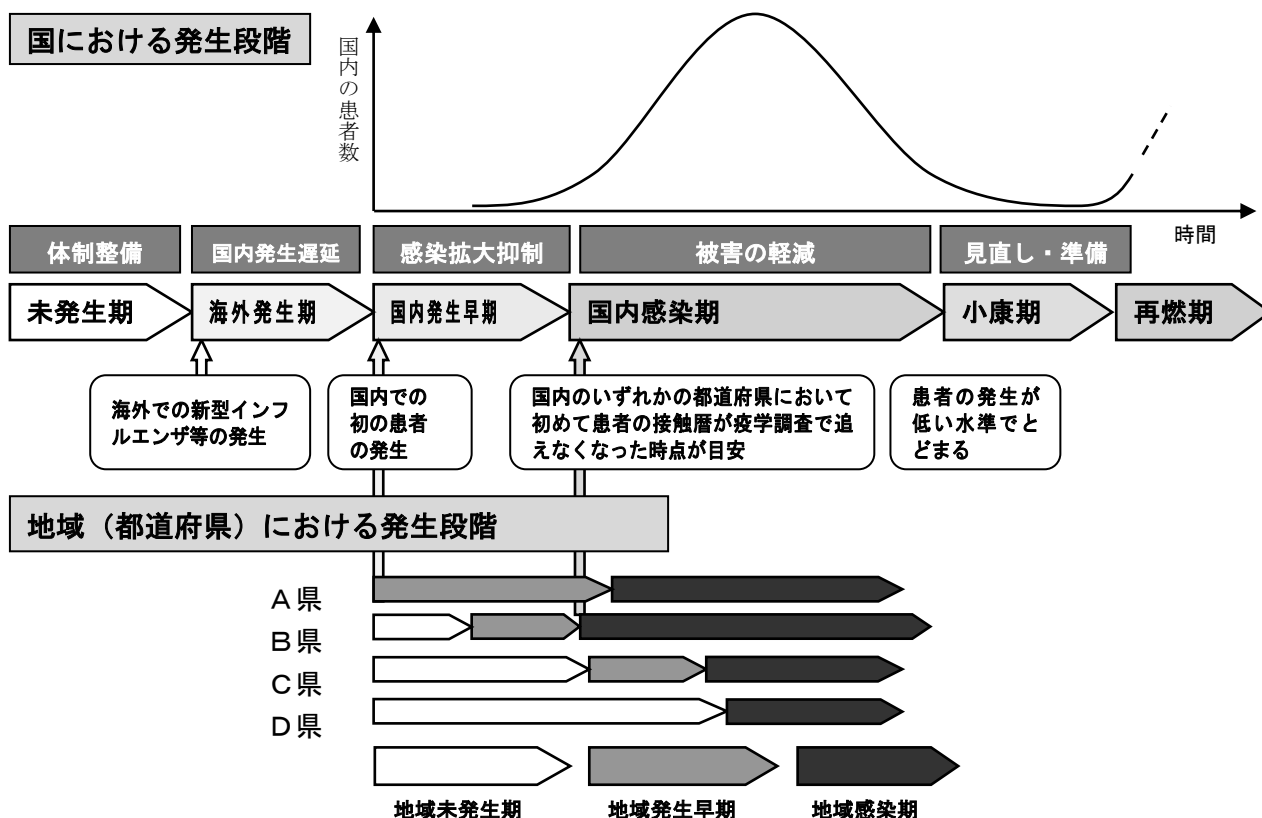 国における発生段階
国内の患者数
時間
体制整備
国内発生遅延
感染拡大抑制
被害の軽減
見直し・準備
未発生期
海外発生期
国内発生早期
国内感染期
小康期
再燃期
海外での新型インフ
ルエンザ等の発生
国内での
初の患者
の発生
国内のいずれかの都道府県において
初めて患者の接触暦が疫学調査で追
えなくなった時点が目安
患者の発生が
低い水準でと
どまる
地域（都道府県）における発生段階
Ａ県
Ｂ県
Ｃ県
Ｄ県
地域未発生期
地域発生早期
地域感染期